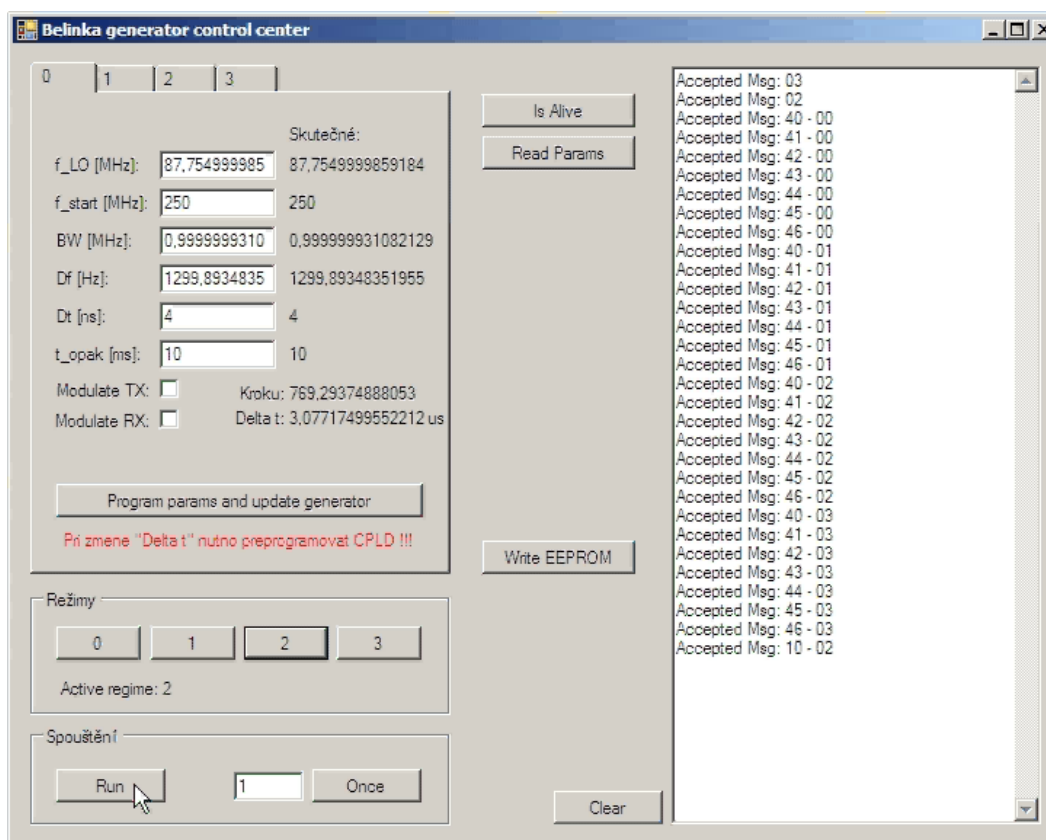 Belinka generator control center
0 1 2 3
Skutečné:
f_LO [MHz]: 87,754999985 87,7549999859184
f_start [MHz]: 250 250
BW [MHz]: 0,9999999310 0,999999931082129
Df [Hz]: 1299,8934835 1299,89348351955
Dt [ns]: 4 4
t_opak [ms]: 10 10
Modulate TX: Kroku: 769,29374888053
Modulate RX: Delta t: 3,07717499552212 us
Program params and update generator
Pri zmene "Delta t" nutno preprogramovat CPLD !!!
Režimy
0 1 2 3
Active regime: 2
Spouštění
Run 1 Once
Is Alive
Read Params
Write EEPROM
Clear
Accepted Msg: 03
Accepted Msg: 02
Accepted Msg: 40 - 00
Accepted Msg: 41 - 00
Accepted Msg: 42 - 00
Accepted Msg: 43 - 00
Accepted Msg: 44 - 00
Accepted Msg: 45 - 00
Accepted Msg: 46 - 00
Accepted Msg: 40 - 01
Accepted Msg: 41 - 01
Accepted Msg: 42 - 01
Accepted Msg: 43 - 01
Accepted Msg: 44 - 01
Accepted Msg: 45 - 01
Accepted Msg: 46 - 01
Accepted Msg: 40 - 02
Accepted Msg: 41 - 02
Accepted Msg: 42 - 02
Accepted Msg: 43 - 02
Accepted Msg: 44 - 02
Accepted Msg: 45 - 02
Accepted Msg: 46 - 02
Accepted Msg: 40 - 03
Accepted Msg: 41 - 03
Accepted Msg: 42 - 03
Accepted Msg: 43 - 03
Accepted Msg: 44 - 03
Accepted Msg: 45 - 03
Accepted Msg: 46 - 03
Accepted Msg: 10 - 02